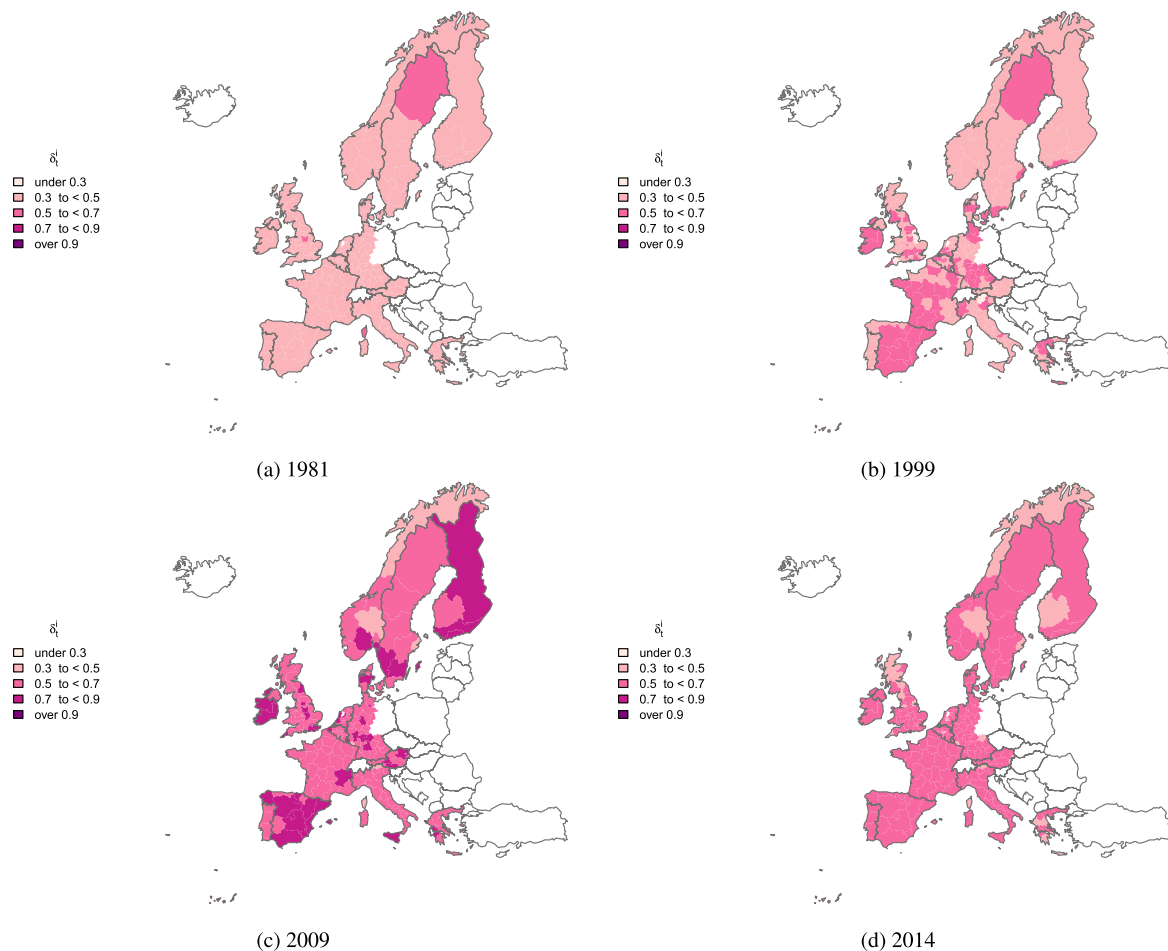 δᵢᵗ
under 0.3
0.3 to < 0.5
0.5 to < 0.7
0.7 to < 0.9
over 0.9
(a) 1981
δₜⁱ
under 0.3
0.3 to < 0.5
0.5 to < 0.7
0.7 to < 0.9
over 0.9
(b) 1999
δₜⁱ
under 0.3
0.3 to < 0.5
0.5 to < 0.7
0.7 to < 0.9
over 0.9
(c) 2009
δₜⁱ
under 0.3
0.3 to < 0.5
0.5 to < 0.7
0.7 to < 0.9
over 0.9
(d) 2014